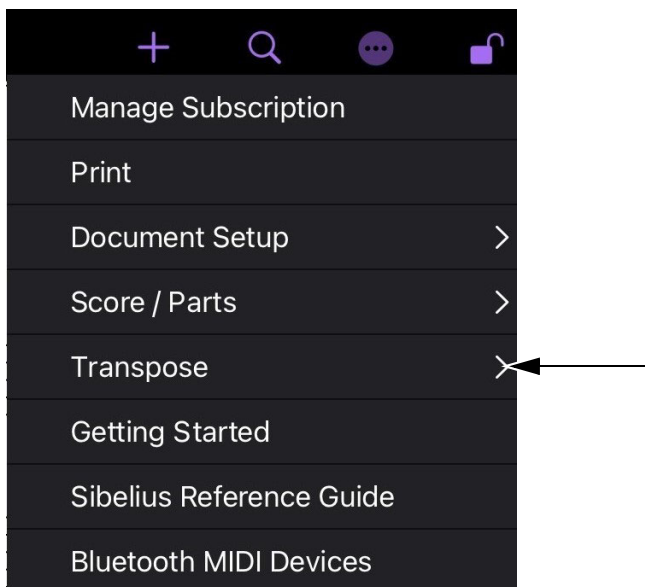 Manage Subscription
Print
Document Setup
Score / Parts
Transpose
Getting Started
Sibelius Reference Guide
Bluetooth MIDI Devices